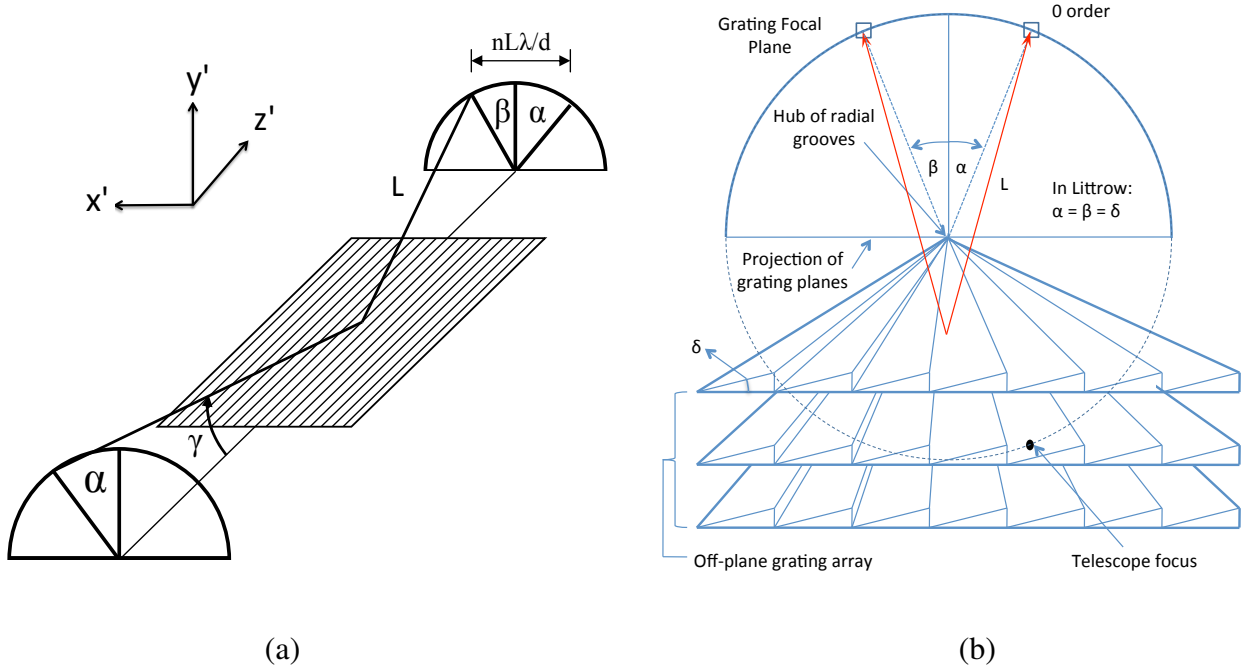 nLλ/d
y'
z'
x'
β
α
L
γ
α
(a)
Grating Focal
Plane
0 order
Hub of radial
grooves
β
α
L
In Littrow:
α = β = δ
Projection of
grating planes
δ
Off-plane grating array
Telescope focus
(b)